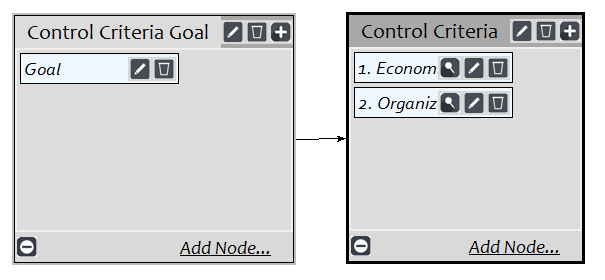 Control Criteria Goal
Goal
Add Node...
Control Criteria
1. Econom
2. Organiz
Add Node...